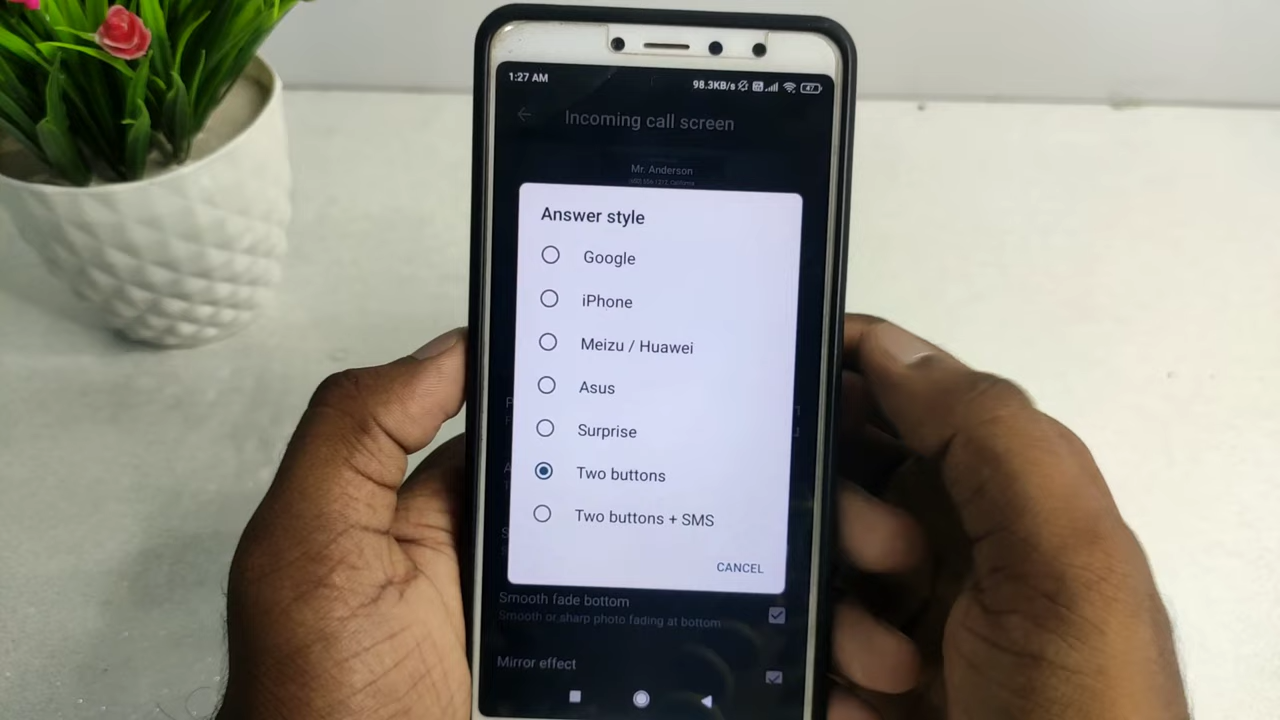 1:27 AM
98.3KB/s
47
Incoming call screen
Mr. Anderson
Answer style
Google
iPhone
Meizu / Huawei
Asus
Surprise
Two buttons
Two buttons + SMS
CANCEL
Smooth fade bottom
Smooth or sharp photo fading at bottom
Mirror effect